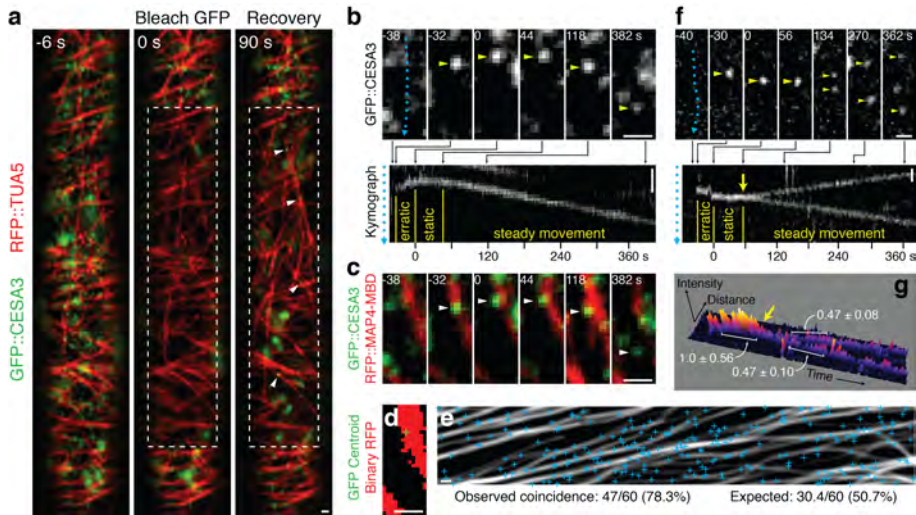 a
Bleach GFP
Recovery
-6 s
0 s
90 s
GFP::CESA3 RFP::TUA5
b
-38
-32
0
44
118
382 s
GFP::CESA3
Kymograph
erratic
static
steady movement
0
120
240
360 s
c
-38
-32
0
44
118
382 s
GFP::CESA3
RFP::MAP4-MBD
d
GFP Centroid
Binary RFP
e
Observed coincidence: 47/60 (78.3%)
Expected: 30.4/60 (50.7%)
f
-40
-30
0
56
134
270
362 s
erratic
static
steady movement
0
120
240
360 s
g
Intensity
Distance
0.47 ± 0.08
1.0 ± 0.56
0.47 ± 0.10
Time